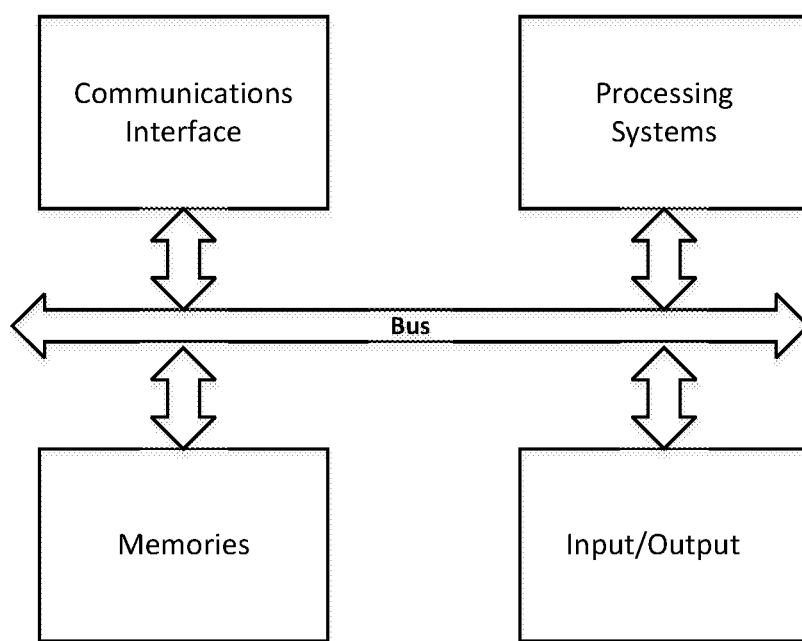 Communications
Interface
Processing
Systems
Bus
Memories
Input/Output